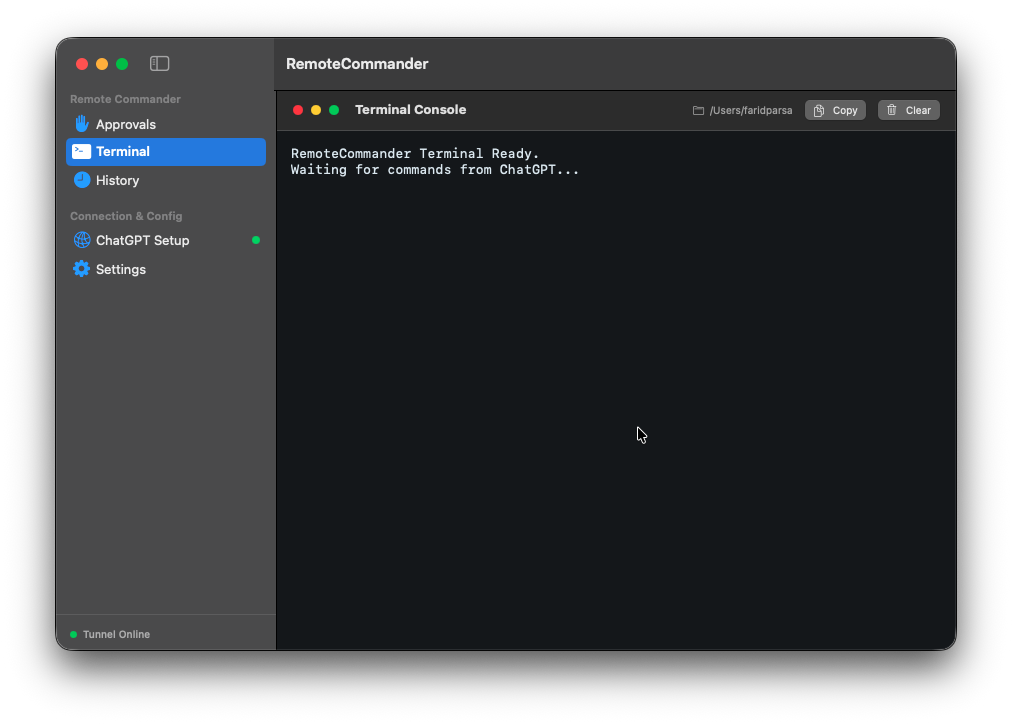 RemoteCommander
Remote Commander
Approvals
Terminal
History
Connection & Config
ChatGPT Setup
Settings
Tunnel Online
Terminal Console
/Users/faridparsa
Copy
Clear
RemoteCommander Terminal Ready.
Waiting for commands from ChatGPT...